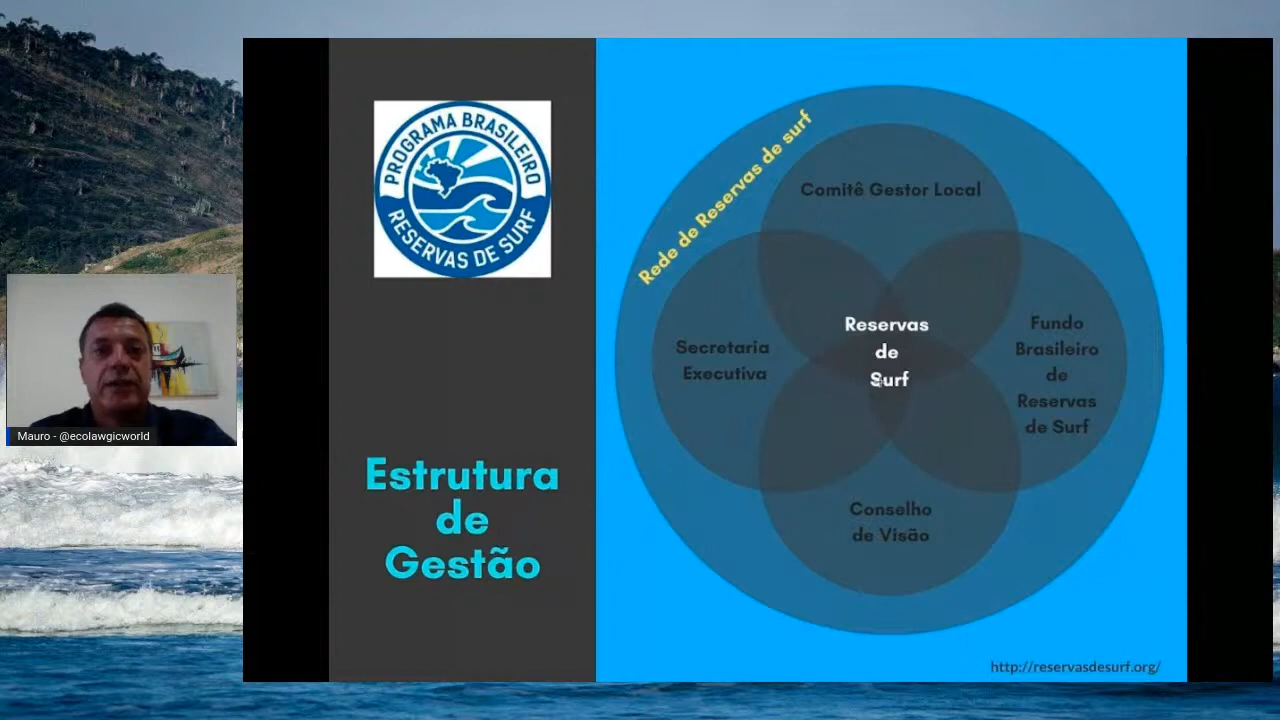 PROGRAMA BRASILEIRO
RESERVAS DE SURF
Estrutura
de
Gestão
Rede de Reservas de surf
Comitê Gestor Local
Secretaria
Executiva
Reservas
de
Surf
Fundo
Brasileiro
de
Reservas
de Surf
Conselho
de Visão
http://reservasdesurf.org/
Mauro - @ecolawgicworld